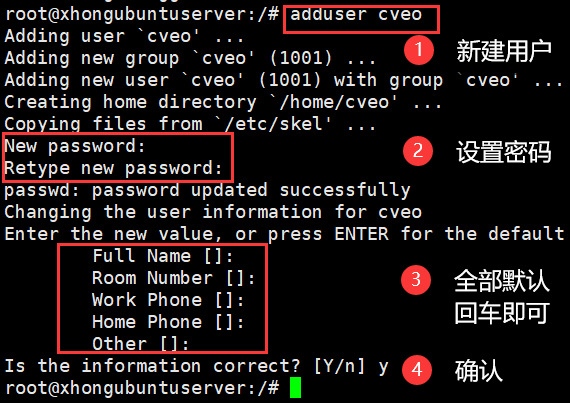 root@xhongubuntuserver:/# adduser cveo
Adding user `cveo' ...
1 新建用户
Adding new group `cveo' (1001) ...
Adding new user `cveo' (1001) with group `cveo' ...
Creating home directory `/home/cveo' ...
Copying files from `/etc/skel' ...
New password:
2 设置密码
Retype new password:
passwd: password updated successfully
Changing the user information for cveo
Enter the new value, or press ENTER for the default
Full Name []:
Room Number []:
3 全部默认
Work Phone []:
回车即可
Home Phone []:
Other []:
Is the information correct? [Y/n] y
4 确认
root@xhongubuntuserver:/#